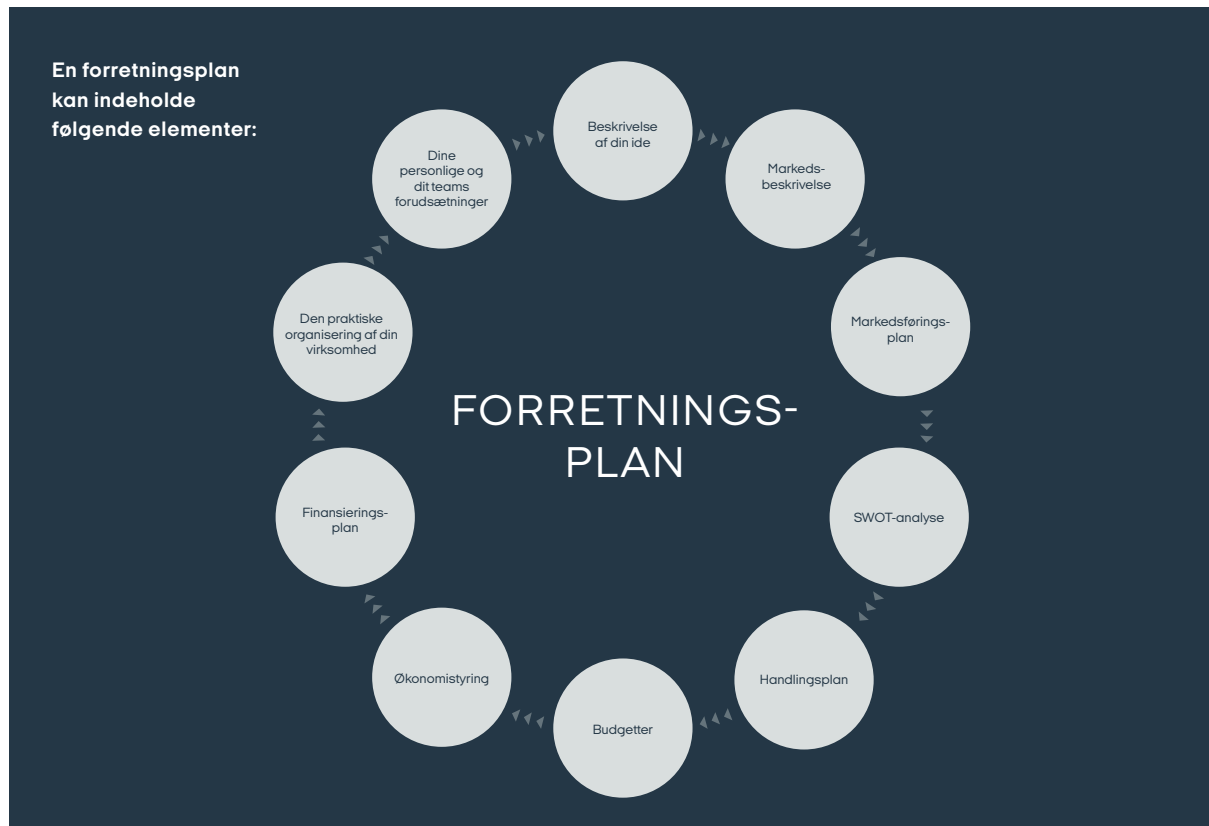 En forretningsplan
kan indeholde
følgende elementer:
Beskrivelse
af din ide
Markeds-
beskrivelse
Markedsførings-
plan
SWOT-analyse
Handlingsplan
Budgetter
Økonomistyring
Finansierings-
plan
Den praktiske
organisering af din
virksomhed
Dine
personlige og
dit teams
forudsætninger
FORRETNINGS-
PLAN